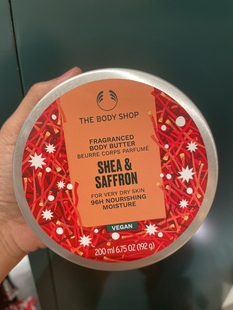 THE BODY SHOP
FRAGRANCED
BODY BUTTER
BEURRE CORPS PARFUMÉ
SHEA &
SAFFRON
FOR VERY DRY SKIN
96H NOURISHING
MOISTURE
VEGAN
200 ml 6.75 OZ (192 g)